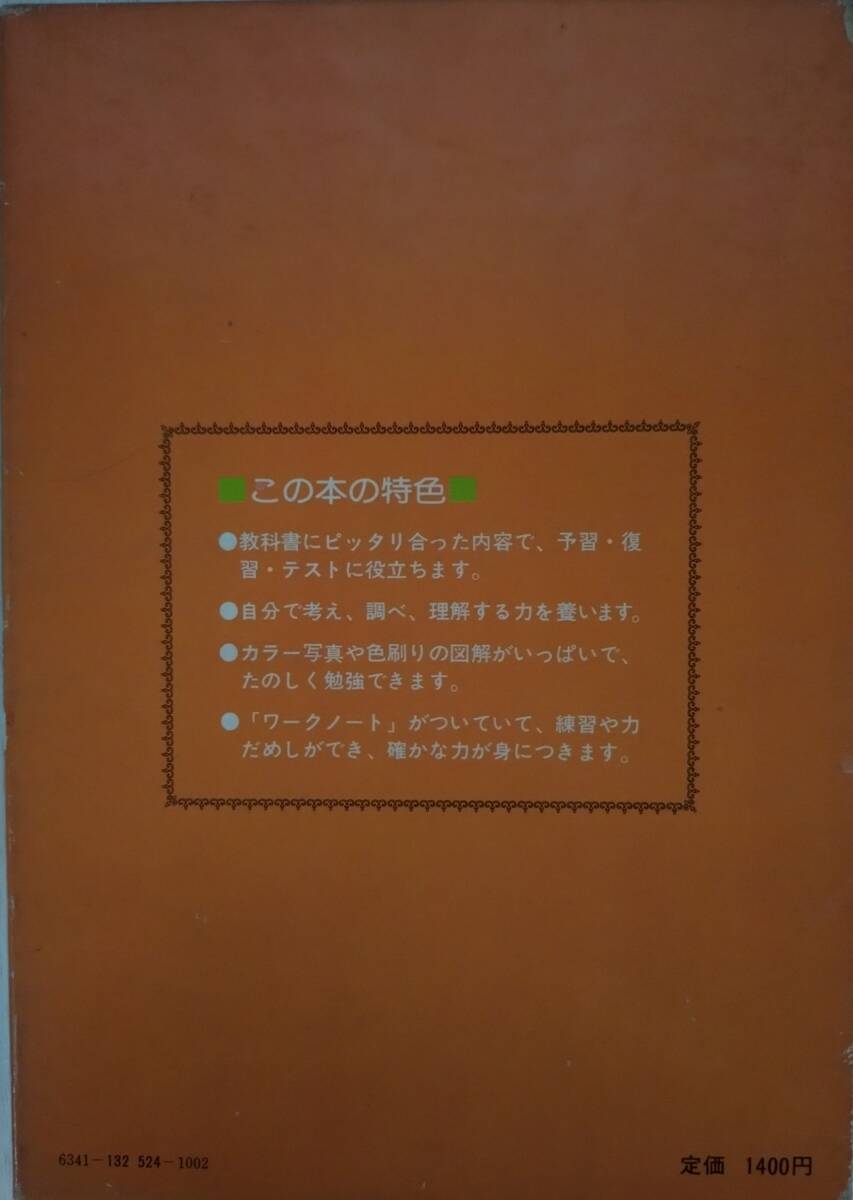 ■この本の特色■
●教科書にピッタリ合った内容で、予習・復
習・テストに役立ちます。
●自分で考え、調べ、理解する力を養います。
●カラー写真や色刷りの図解がいっぱいで、
たのしく勉強できます。
●「ワークノート」がついていて、練習や力
だめしができ、確かな力が身につきます。
6341-132 524-1002
定価 1400円